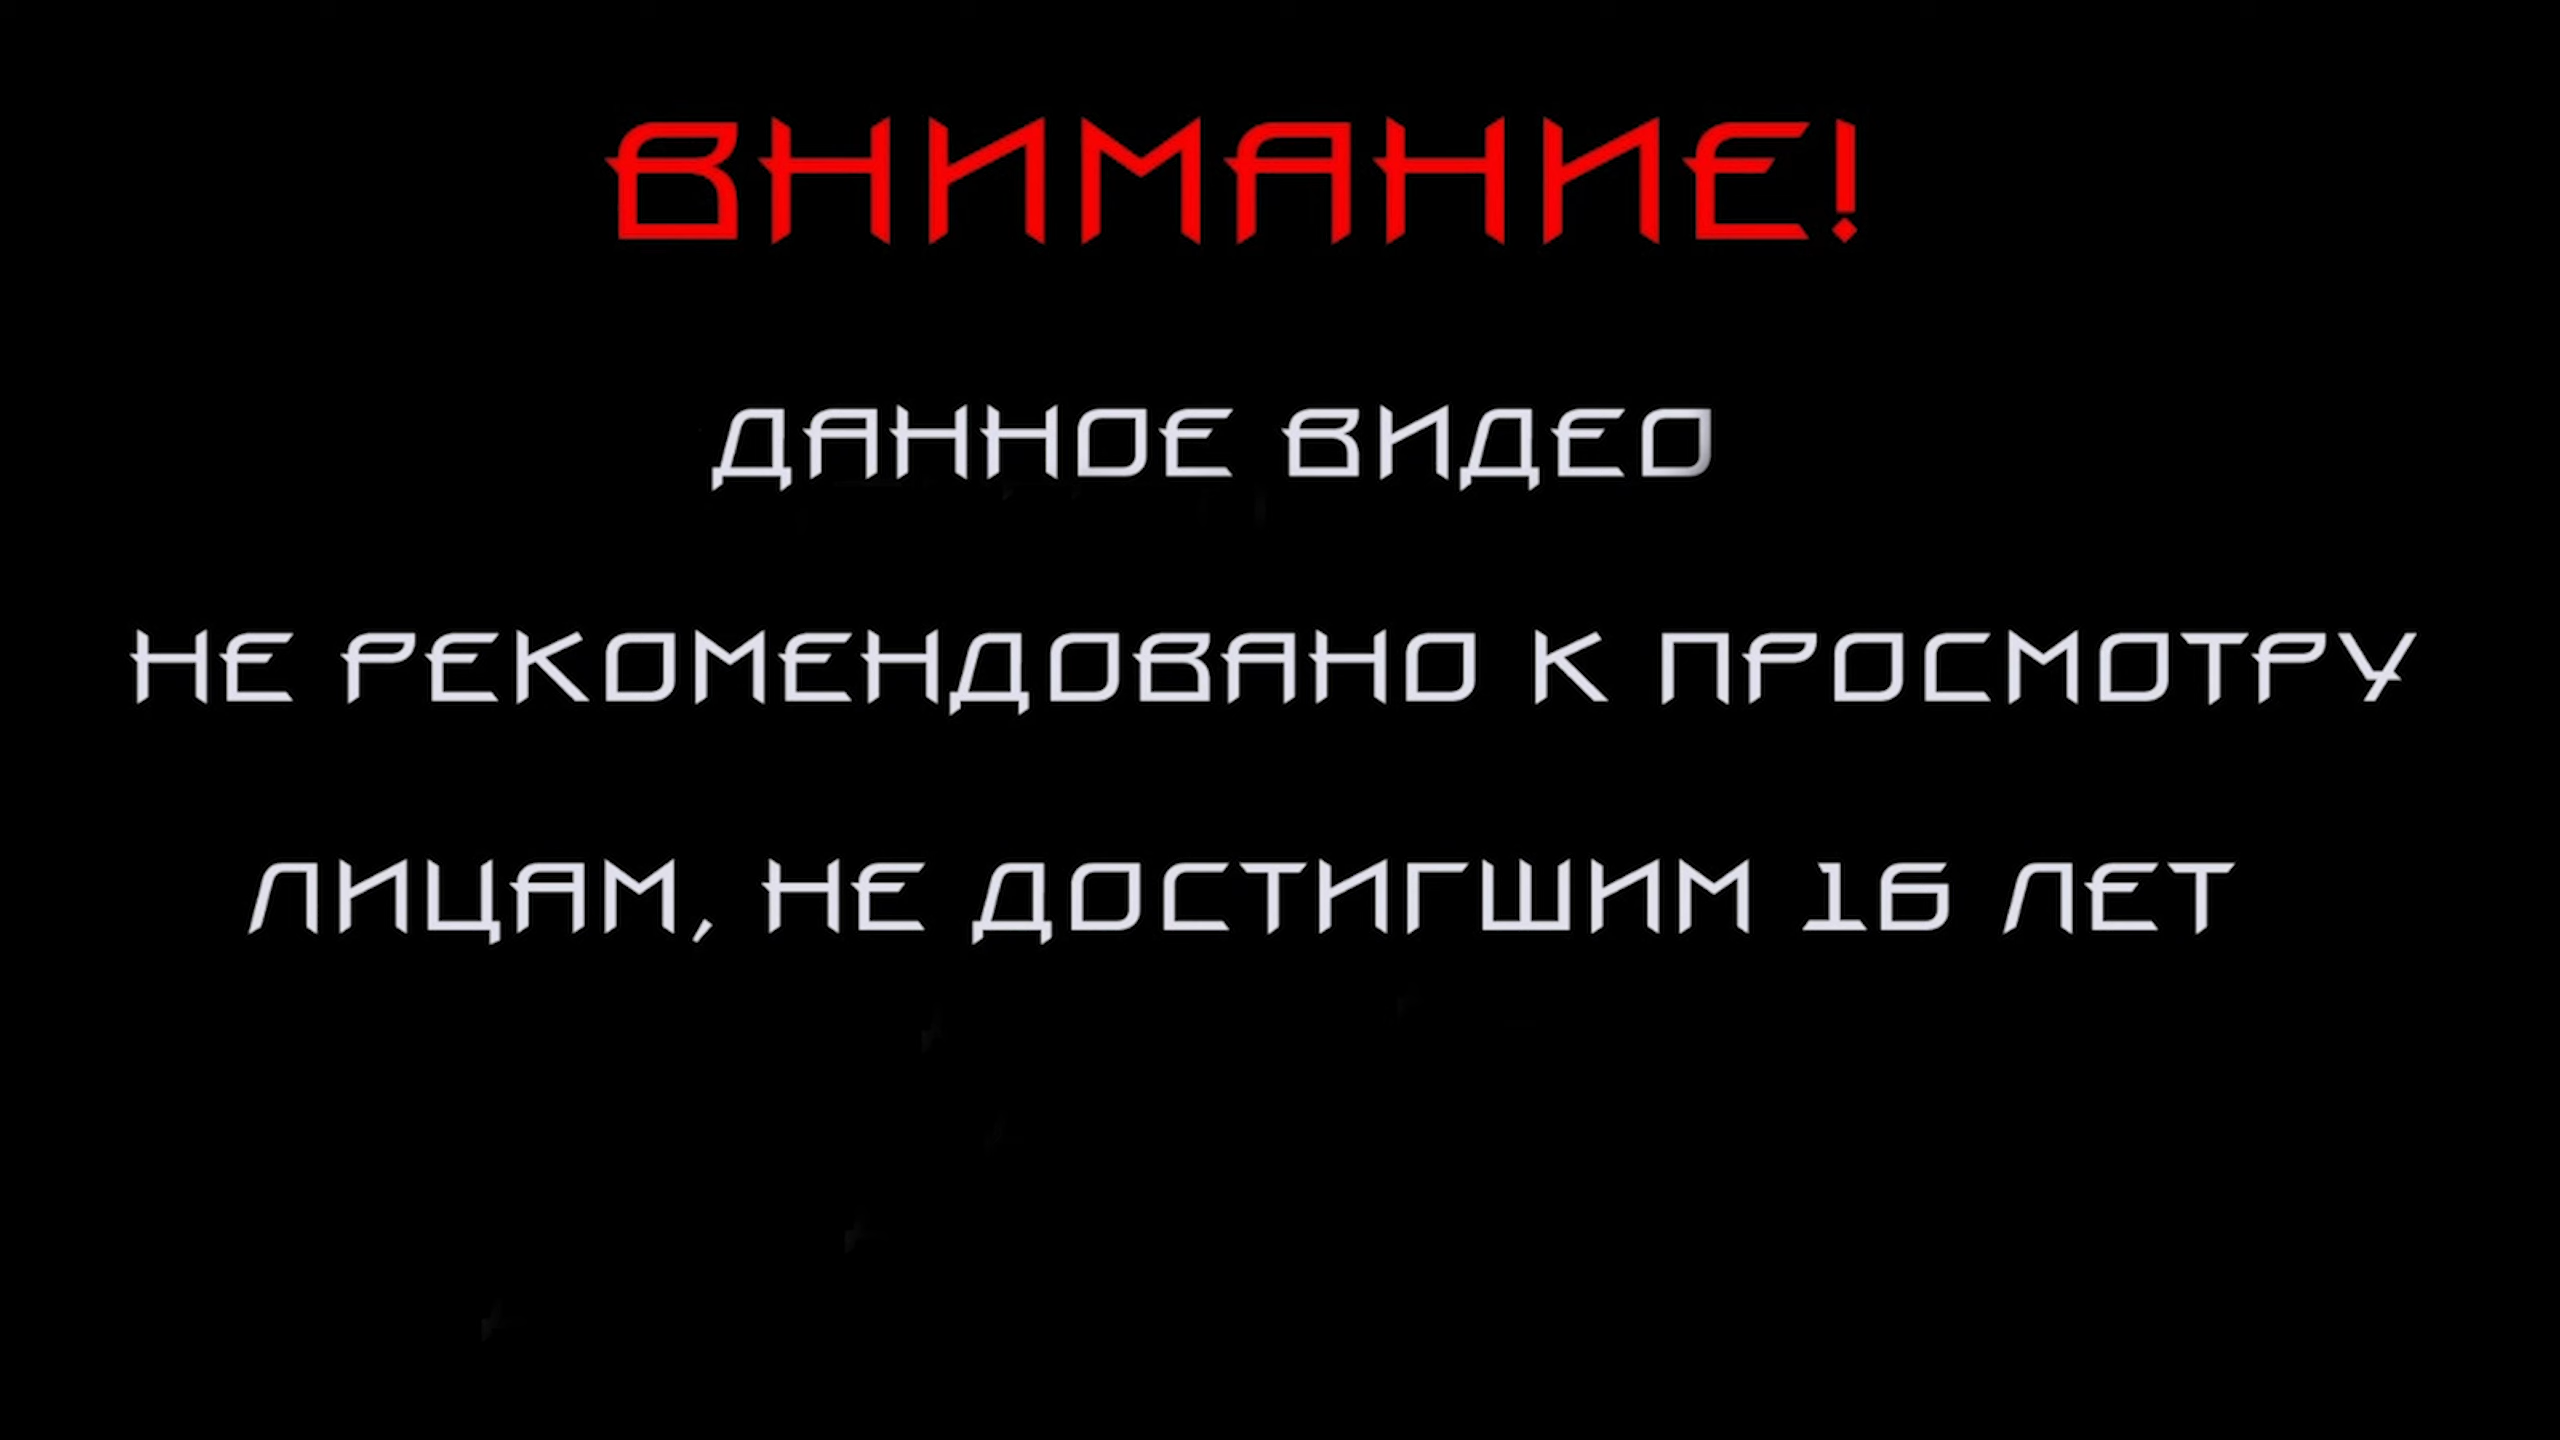 ВНИМАНИЕ!
ДАННОЕ ВИДЕО
НЕ РЕКОМЕНДОВАНО К ПРОСМОТРУ
ЛИЦАМ, НЕ ДОСТИГШИМ 16 ЛЕТ